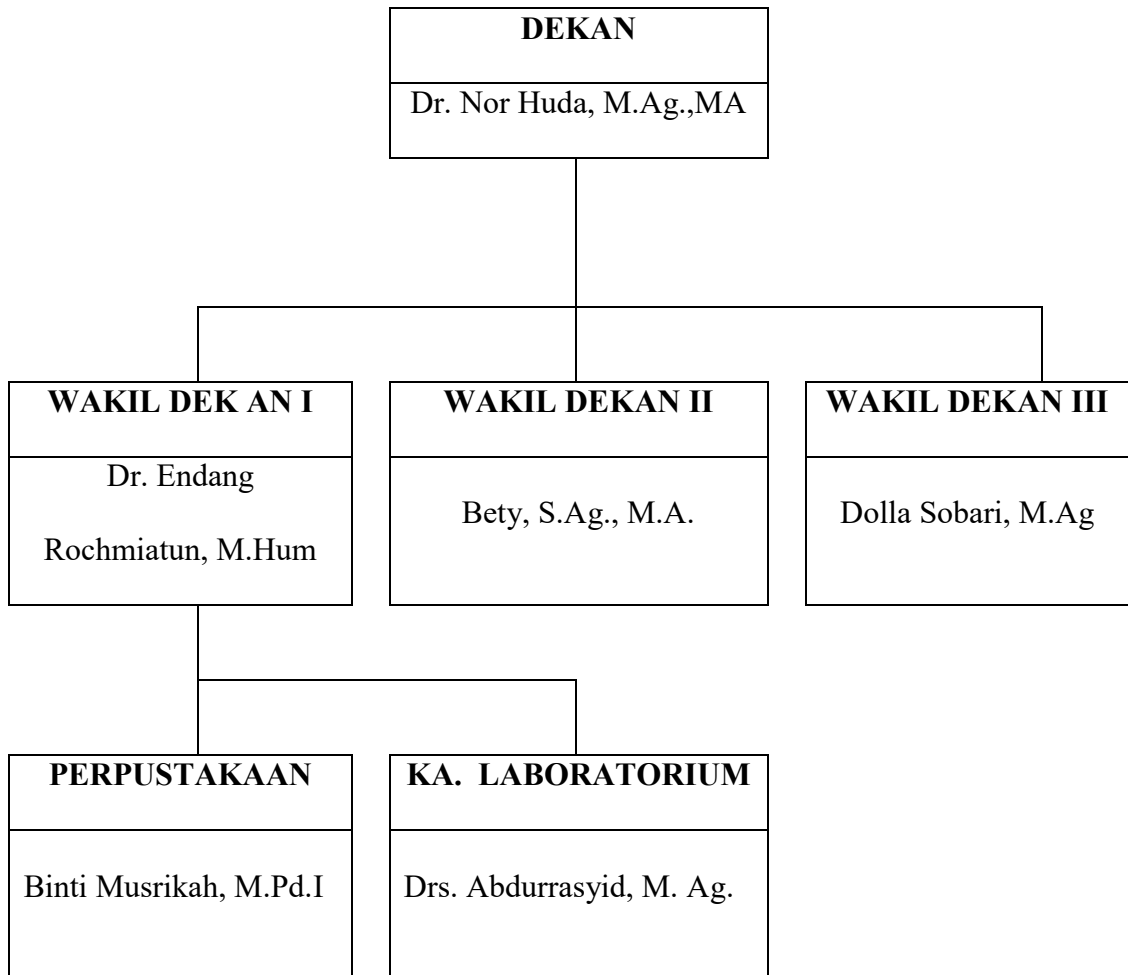 DEKAN
Dr. Nor Huda, M.Ag.,MA
WAKIL DEK AN I
Dr. Endang
Rochmiatun, M.Hum
WAKIL DEKAN II
Bety, S.Ag., M.A.
WAKIL DEKAN III
Dolla Sobari, M.Ag
PERPUSTAKAAN
Binti Musrikah, M.Pd.I
KA. LABORATORIUM
Drs. Abdurrasyid, M. Ag.